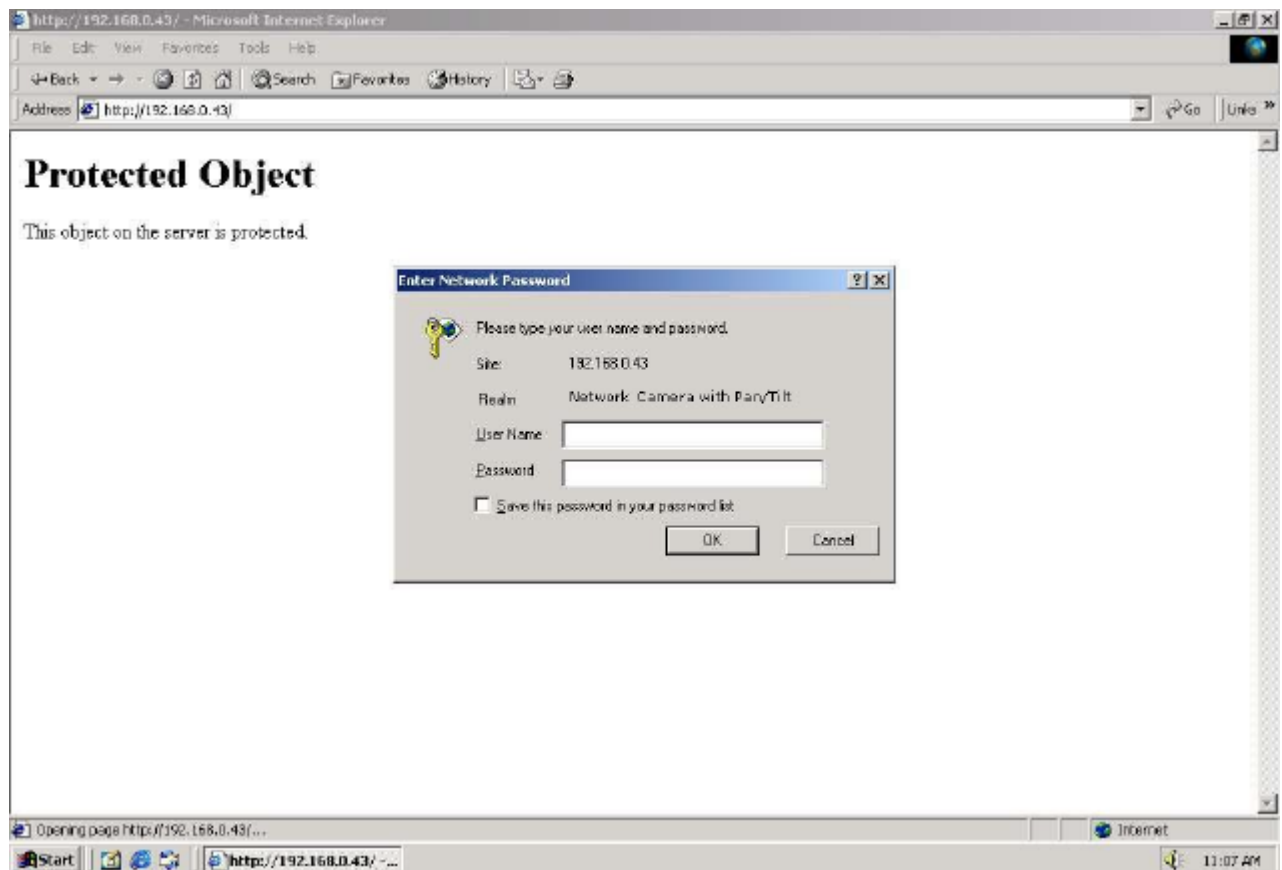 http://192.168.0.43/ - Microsoft Internet Explorer
File Edit View Favorites Tools Help
Back Search Favorites History
Address http://192.168.0.43/ Go Links »
Protected Object
This object on the server is protected.
Enter Network Password
Please type your user name and password.
Site: 192.168.0.43
Realm Network Camera with Pan/Tilt
User Name
Password
Save this password in your password list
OK Cancel
Opening page http://192.168.0.43/... Internet
Start http://192.168.0.43/ -... 11:07 AM